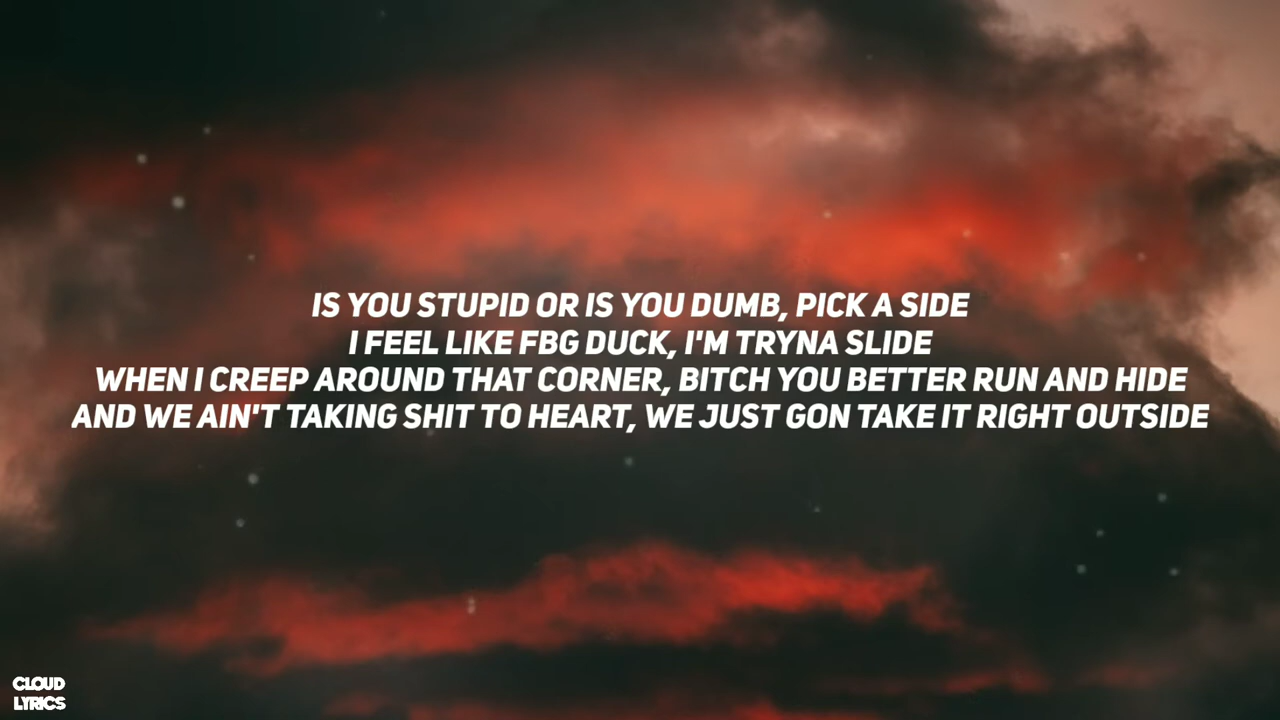 IS YOU STUPID OR IS YOU DUMB, PICK A SIDE
I FEEL LIKE FBG DUCK, I'M TRYNA SLIDE
WHEN I CREEP AROUND THAT CORNER, BITCH YOU BETTER RUN AND HIDE
AND WE AIN'T TAKING SHIT TO HEART, WE JUST GON TAKE IT RIGHT OUTSIDE
CLOUD
LYRICS